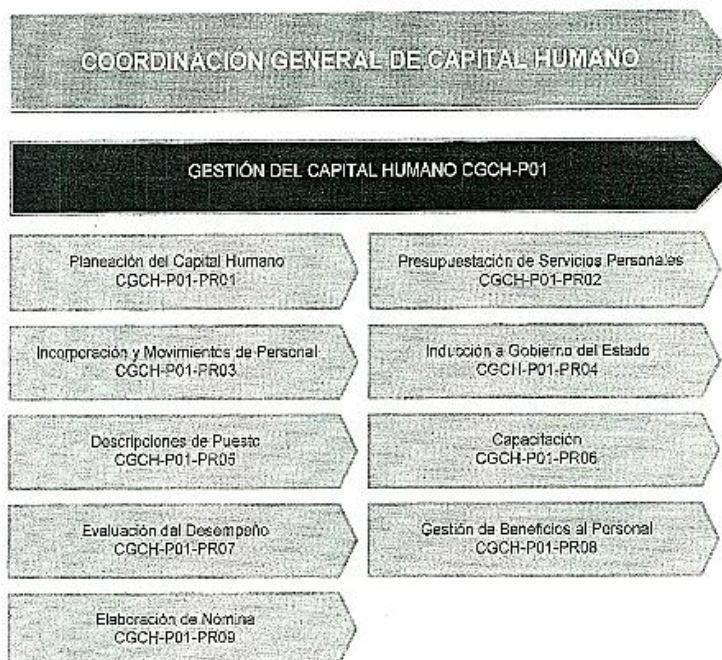 COORDINACIÓN GENERAL DE CAPITAL HUMANO
GESTIÓN DEL CAPITAL HUMANO CGCH-P01
Planeación del Capital Humano
CGCH-P01-PR01
Presupuestación de Servicios Personales
CGCH-P01-PR02
Incorporación y Movimientos de Personal
CGCH-P01-PR03
Inducción a Gobierno del Estado
CGCH-P01-PR04
Descripciones de Puesto
CGCH-P01-PR05
Capacitación
CGCH-P01-PR06
Evaluación del Desempeño
CGCH-P01-PR07
Gestión de Beneficios al Personal
CGCH-P01-PR08
Elaboración de Nómina
CGCH-P01-PR09